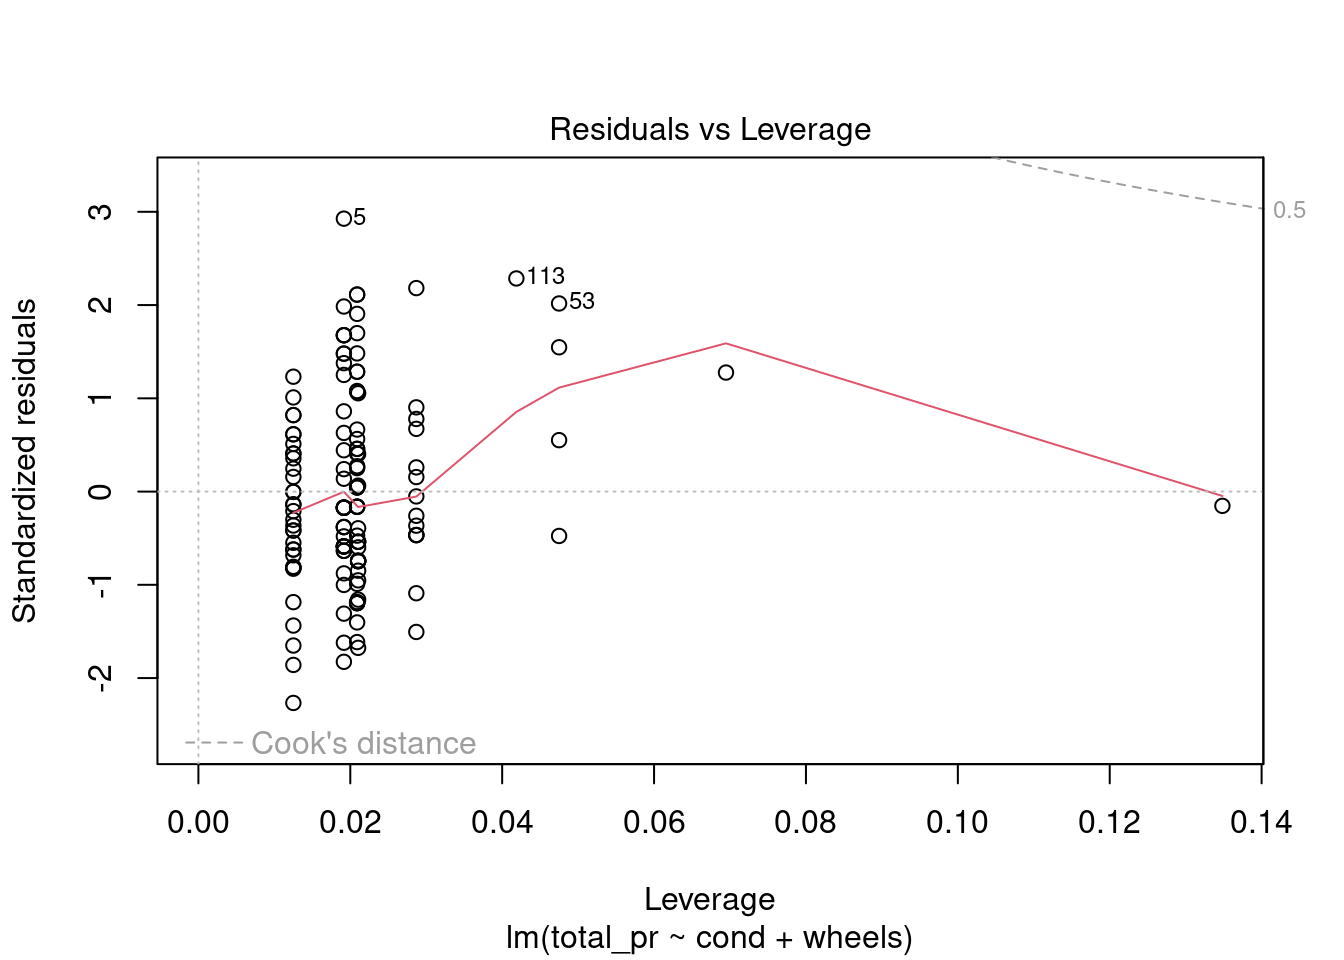 Residuals vs Leverage
Standardized residuals
3
2
1
0
-1
-2
5
113
53
0.5
Cook's distance
0.00 0.02 0.04 0.06 0.08 0.10 0.12 0.14
Leverage
lm(total_pr ~ cond + wheels)